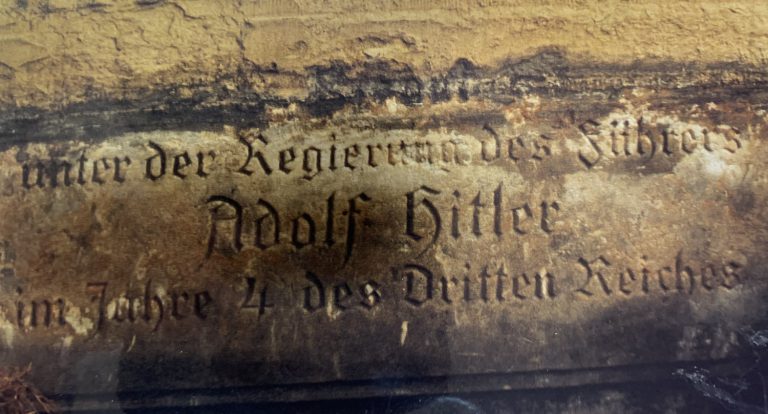 unter der Regierung des Führers
Adolf Hitler
im Jahre 4 des Dritten Reiches